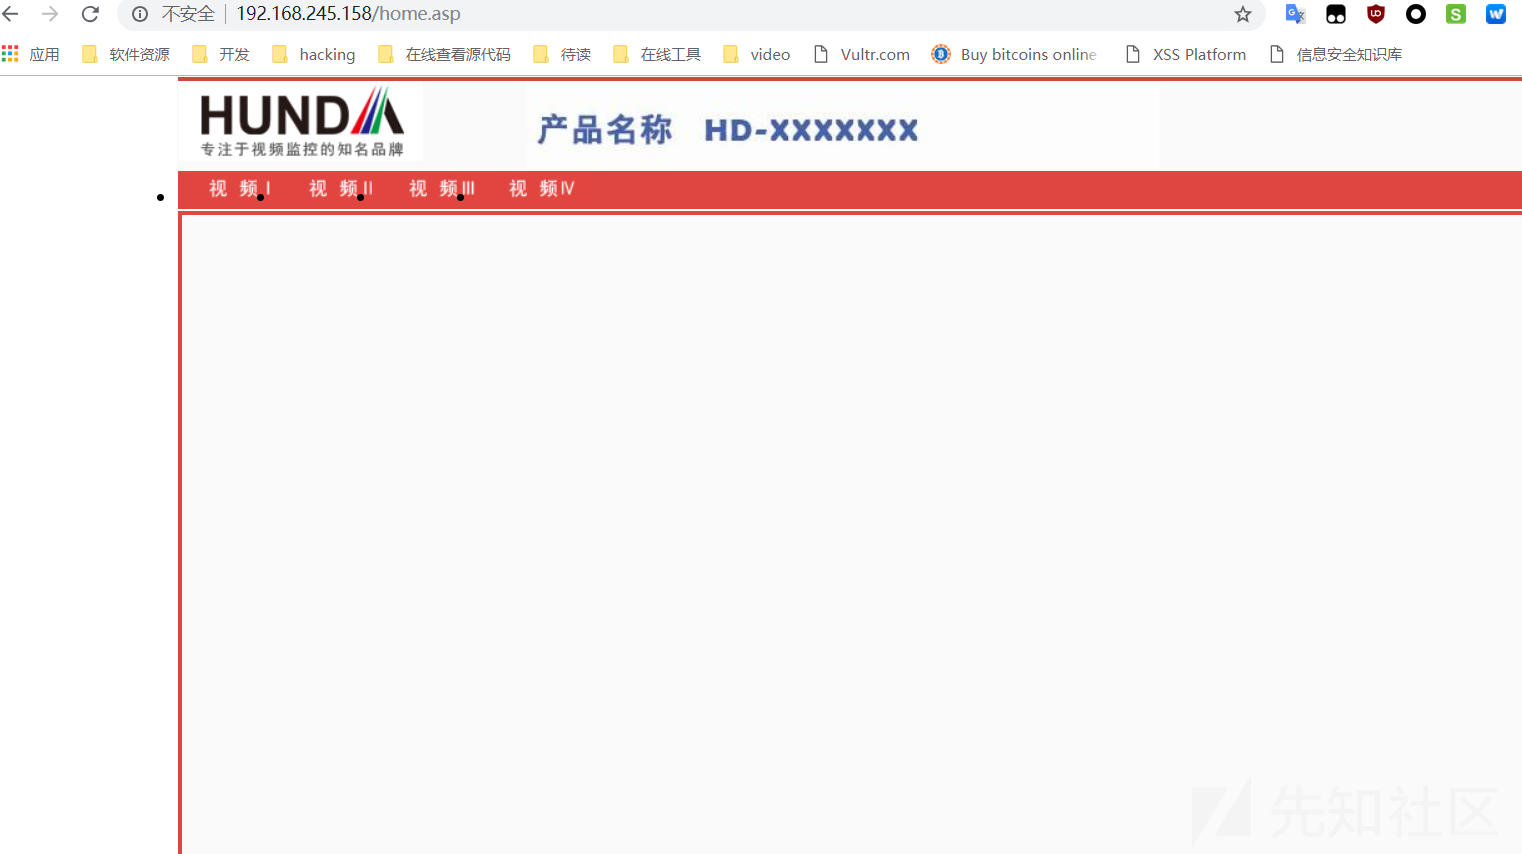 不安全 192.168.245.158/home.asp
应用 软件资源 开发 hacking 在线查看源代码 待读 在线工具 video Vultr.com Buy bitcoins online XSS Platform 信息安全知识库
HUNDA
专注于视频监控的知名品牌
产品名称 HD-XXXXXXX
视 频 I 视 频 II 视 频 III 视 频 IV
先知社区